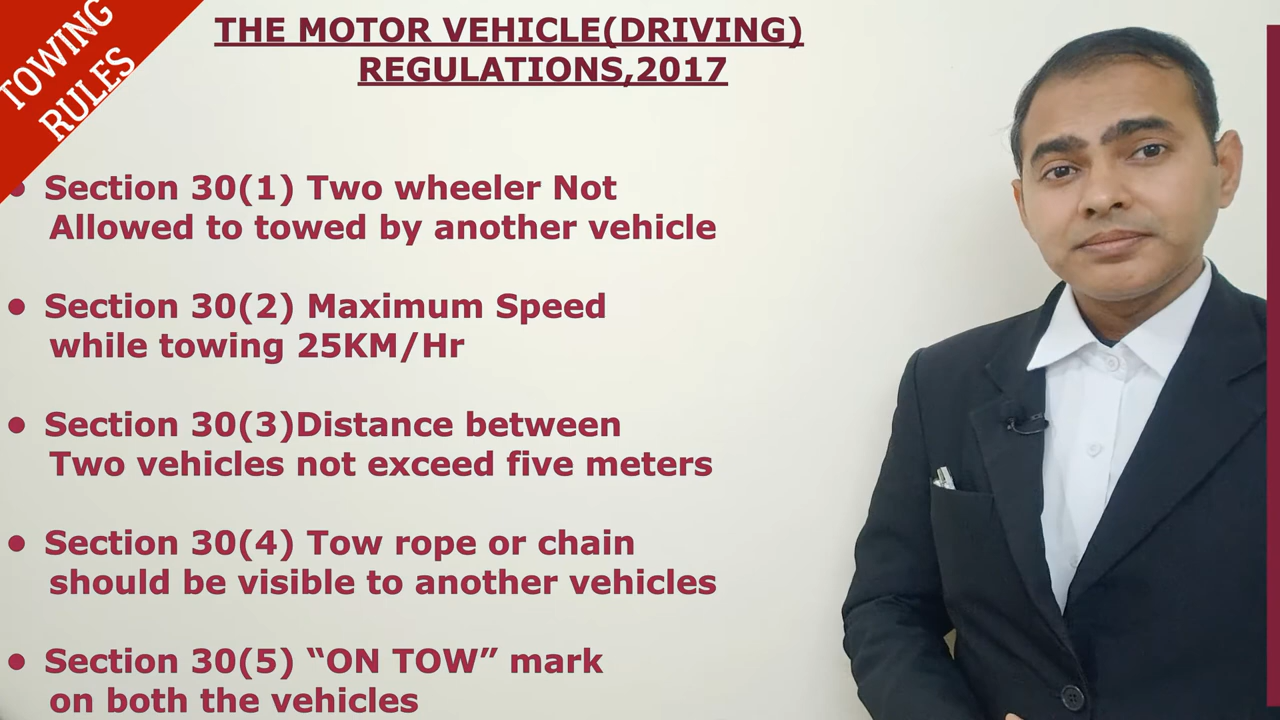 TOWING
RULES
THE MOTOR VEHICLE(DRIVING)
REGULATIONS,2017
• Section 30(1) Two wheeler Not
Allowed to towed by another vehicle
• Section 30(2) Maximum Speed
while towing 25KM/Hr
• Section 30(3)Distance between
Two vehicles not exceed five meters
• Section 30(4) Tow rope or chain
should be visible to another vehicles
• Section 30(5) “ON TOW” mark
on both the vehicles